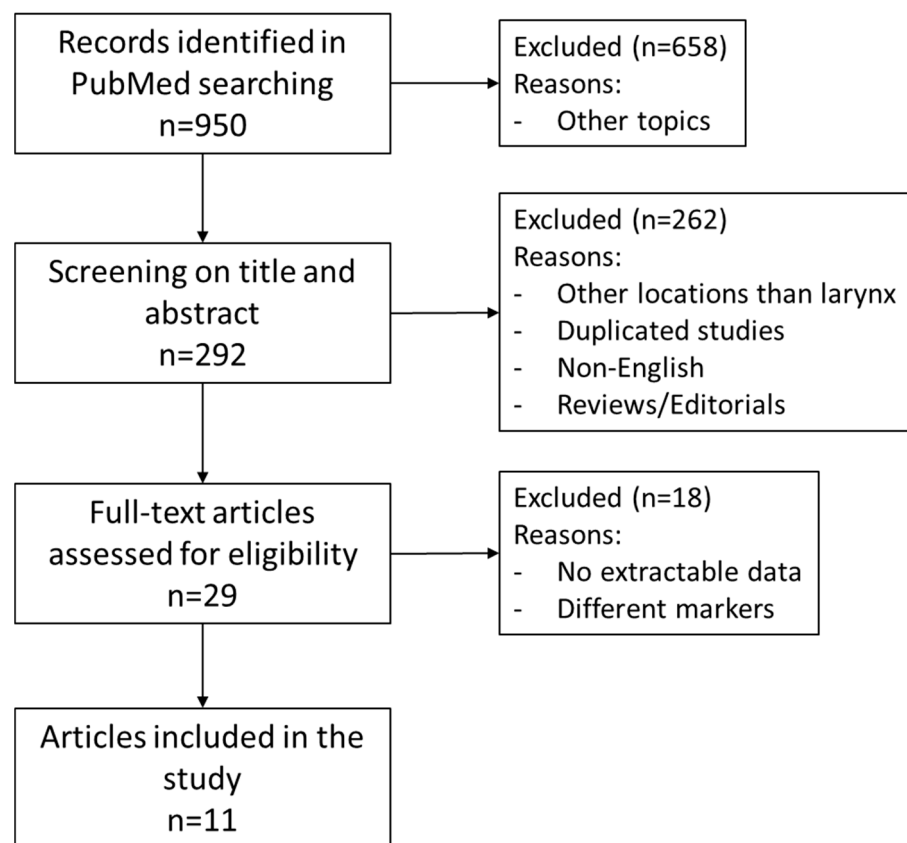 Records identified in
PubMed searching
n=950
Excluded (n=658)
Reasons:
- Other topics
Screening on title and
abstract
n=292
Excluded (n=262)
Reasons:
- Other locations than larynx
- Duplicated studies
- Non-English
- Reviews/Editorials
Full-text articles
assessed for eligibility
n=29
Excluded (n=18)
Reasons:
- No extractable data
- Different markers
Articles included in the
study
n=11